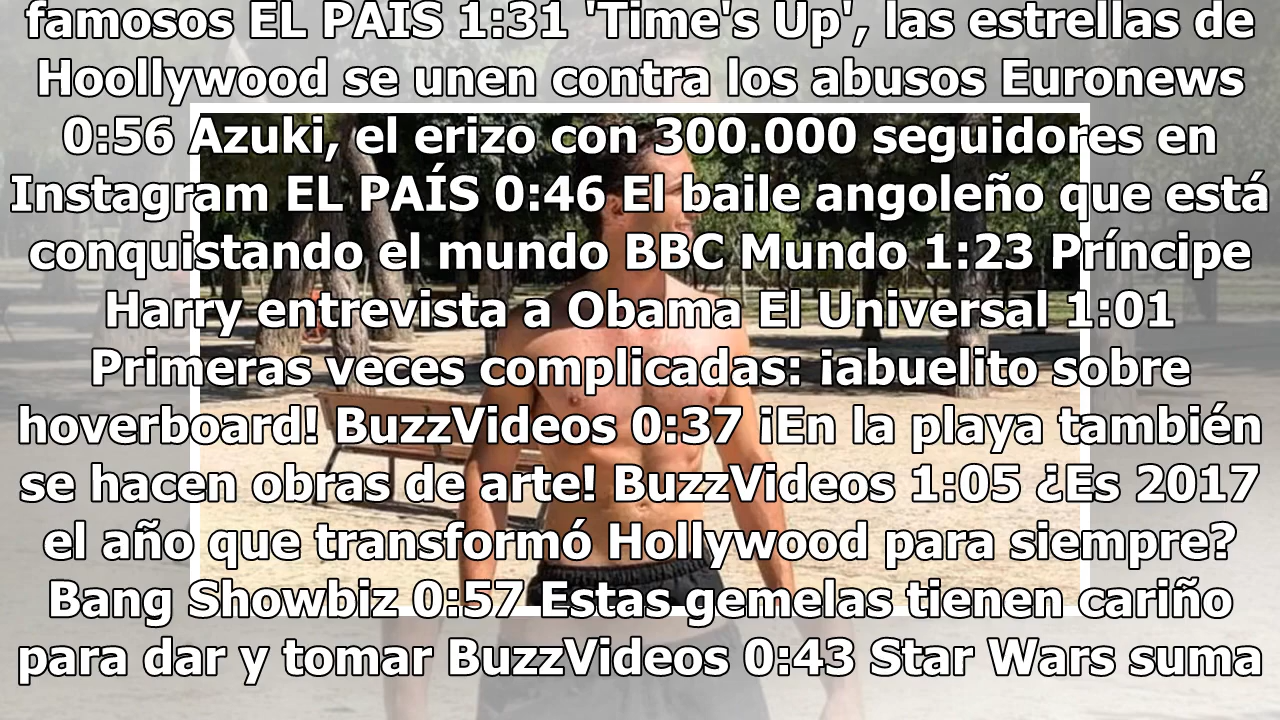 famosos EL PAÍS 1:31 'Time's Up', las estrellas de
Hoollywood se unen contra los abusos Euronews
0:56 Azuki, el erizo con 300.000 seguidores en
Instagram EL PAÍS 0:46 El baile angoleño que está
conquistando el mundo BBC Mundo 1:23 Príncipe
Harry entrevista a Obama El Universal 1:01
Primeras veces complicadas: ¡abuelito sobre
hoverboard! BuzzVideos 0:37 ¡En la playa también
se hacen obras de arte! BuzzVideos 1:05 ¿Es 2017
el año que transformó Hollywood para siempre?
Bang Showbiz 0:57 Estas gemelas tienen cariño
para dar y tomar BuzzVideos 0:43 Star Wars suma